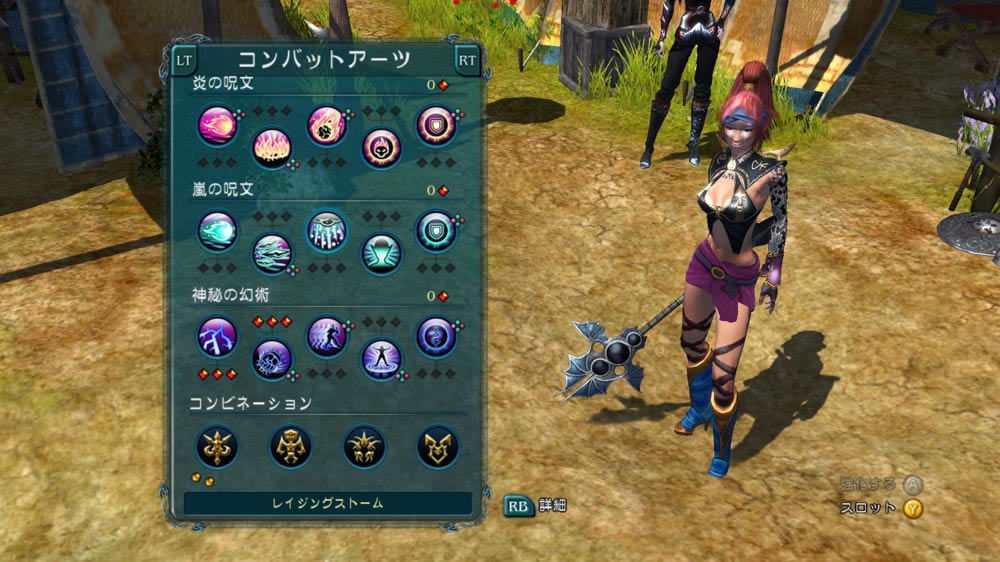 LT コンバットアーツ RT
炎の呪文 0
嵐の呪文 0
神秘の幻術 0
コンビネーション
レイジングストーム
RB 詳細
強化する A
スロット Y